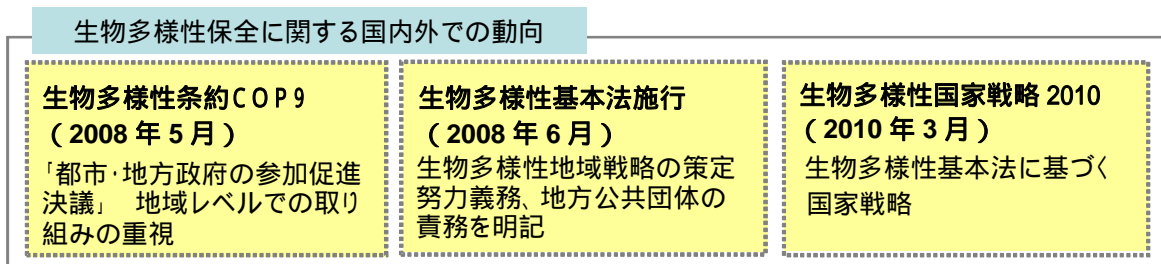 生物多様性保全に関する国内外での動向
生物多様性条約COP9
(2008年5月)
「都市・地方政府の参加促進
決議」 地域レベルでの取り
組みの重視
生物多様性基本法施行
(2008年6月)
生物多様性地域戦略の策定
努力義務、地方公共団体の
責務を明記
生物多様性国家戦略 2010
(2010年3月)
生物多様性基本法に基づく
国家戦略